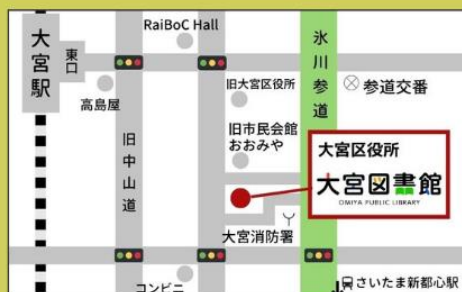 RaiBoC Hall
大宮駅
東口
氷川参道
高島屋
旧大宮区役所
参道交番
旧中山道
旧市民会館
おおみや
大宮区役所
大宮図書館
OMIYA PUBLIC LIBRARY
大宮消防署
コンビニ
さいたま新都心駅